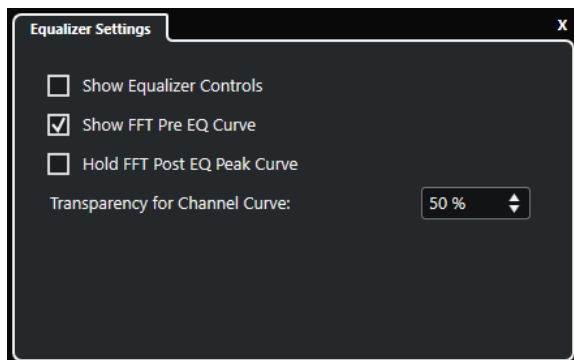 Equalizer Settings X
Show Equalizer Controls
Show FFT Pre EQ Curve
Hold FFT Post EQ Peak Curve
Transparency for Channel Curve: 50 %